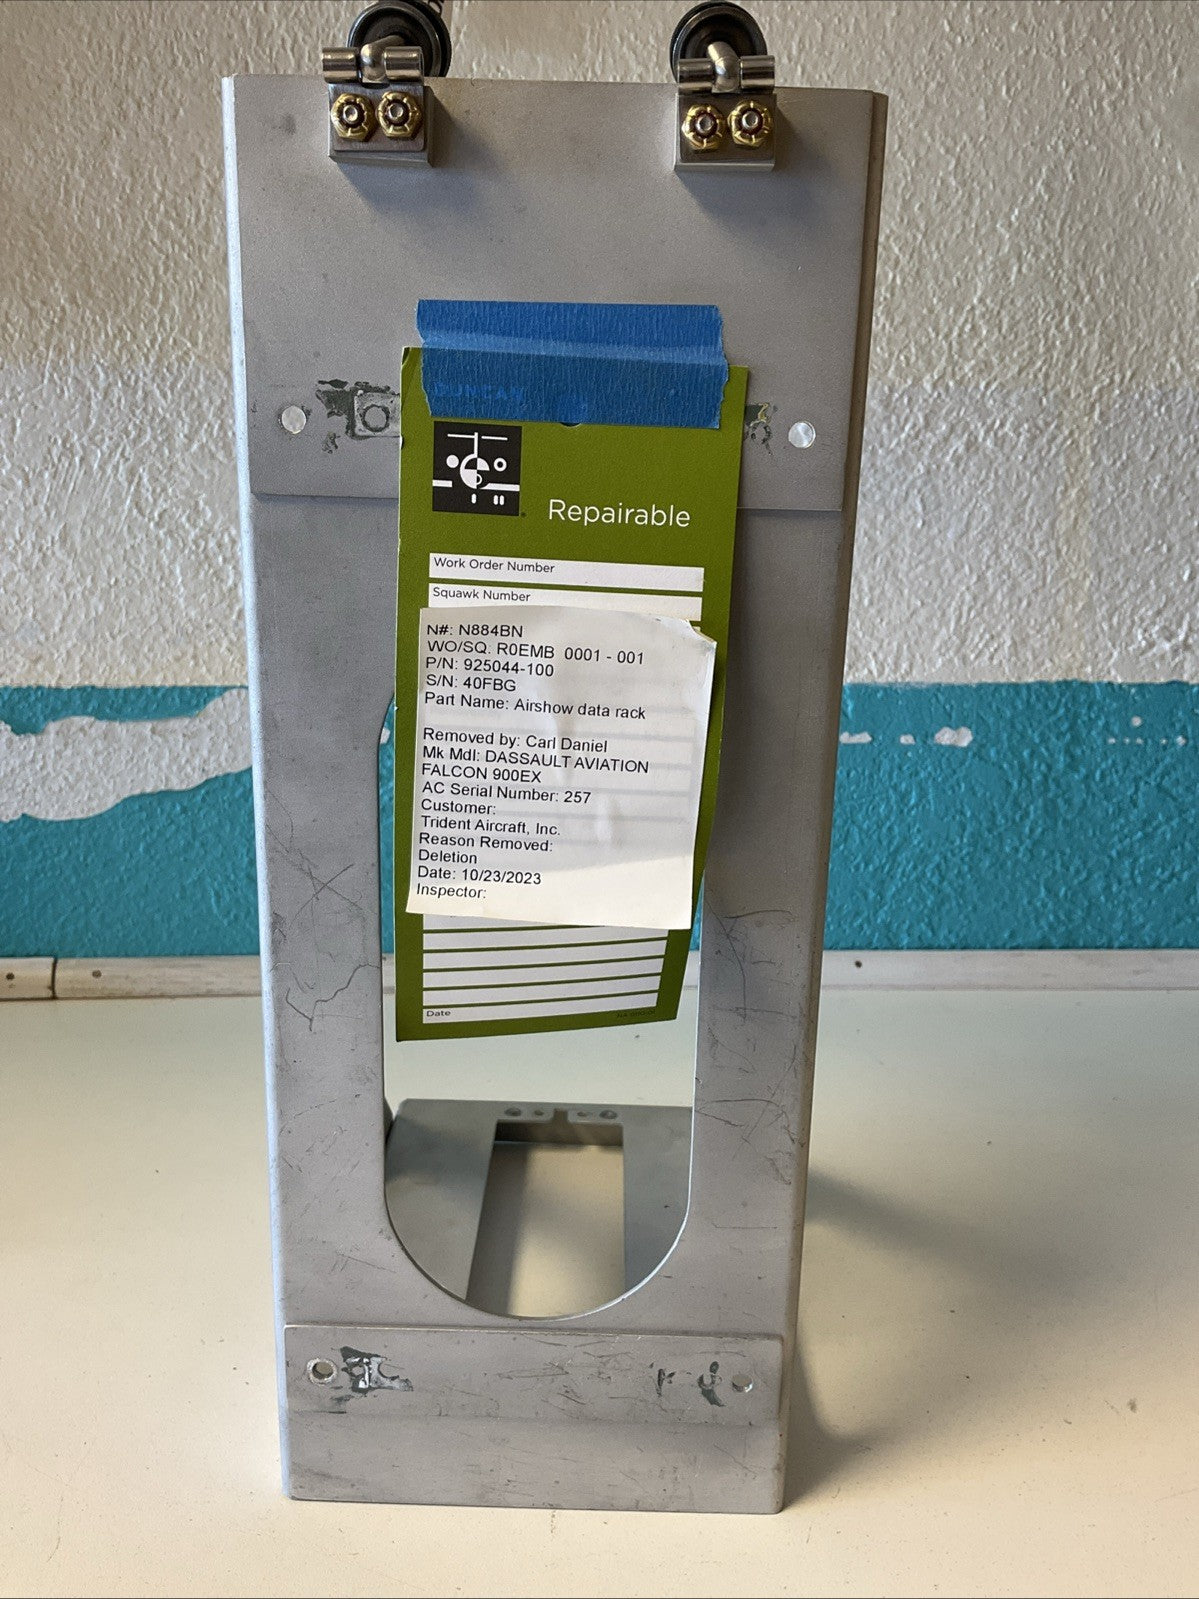 DUNCAN
Repairable
Work Order Number
Squawk Number
N#: N884BN
WO/SQ. R0EMB 0001 - 001
P/N: 925044-100
S/N: 40FBG
Part Name: Airshow data rack
Removed by: Carl Daniel
Mk Mdl: DASSAULT AVIATION
FALCON 900EX
AC Serial Number: 257
Customer:
Trident Aircraft, Inc.
Reason Removed:
Deletion
Date: 10/23/2023
Inspector:
Date